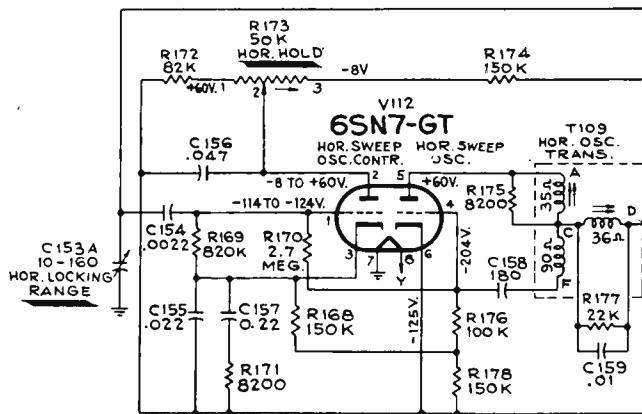 R173
50K
HOR. HOLD
R172
82K
+60V. 1
2
3
-8V
R174
150K
V112
6SN7-GT
HOR. SWEEP
OSC. CONTR.
HOR. SWEEP
OSC.
T109
HOR. OSC.
TRANS.
C156
.047
-8 TO +60V.
2
5
+60V.
R175
8200
35Ω
A
D
C
36Ω
90Ω
F
-114 TO -124V.
1
4
C154
.0022
R169
820K
R170
2.7
MEG.
3
7
8
6
Y
-204V.
-125V.
C158
180
C153A
10-160
HOR. LOCKING
RANGE
C155
.022
C157
0.22
R168
150K
R176
100K
R177
22K
R171
8200
R178
150K
C159
.01